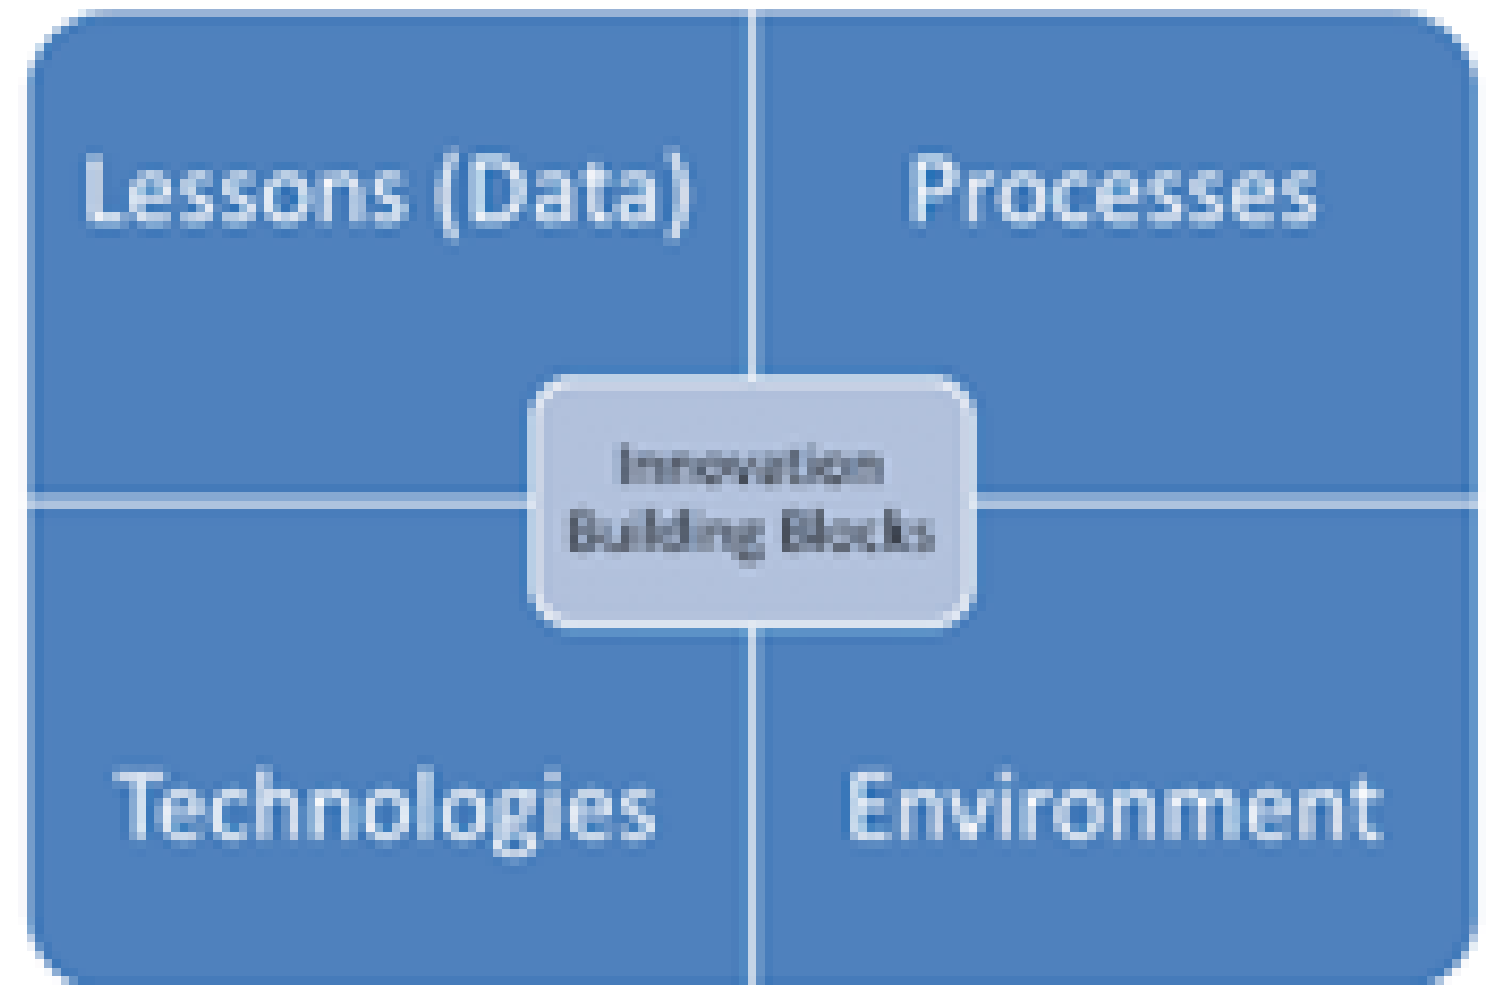 Lessons (Data)
Processes
Innovation
Building Blocks
Technologies
Environment